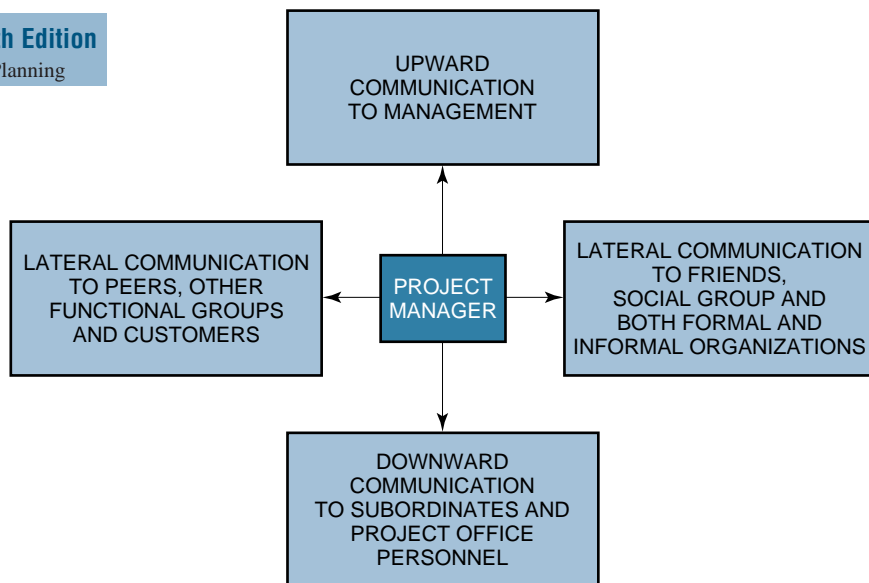 Edition
UPWARD
COMMUNICATION
TO MANAGEMENT
LATERAL COMMUNICATION
TO PEERS, OTHER
FUNCTIONAL GROUPS
AND CUSTOMERS
PROJECT
MANAGER
LATERAL COMMUNICATION
TO FRIENDS,
SOCIAL GROUP AND
BOTH FORMAL AND
INFORMAL ORGANIZATIONS
DOWNWARD
COMMUNICATION
TO SUBORDINATES AND
PROJECT OFFICE
PERSONNEL